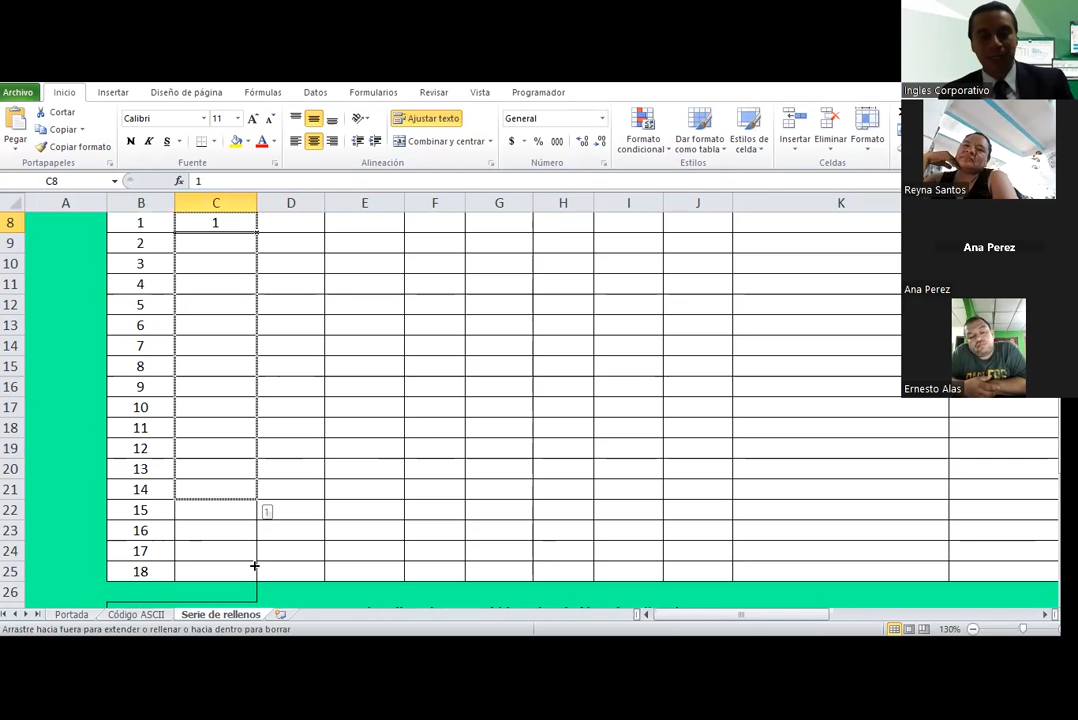 Archivo Inicio Insertar Diseño de página Fórmulas Datos Formularios Revisar Vista Programador
Pegar
Cortar
Copiar
Copiar formato
Portapapeles
Calibri 11
N K S
Fuente
Ajustar texto
Combinar y centrar
Alineación
General
$ % 000
Número
Formato condicional
Dar formato como tabla
Estilos de celda
Estilos
Insertar Eliminar Formato
Celdas
C8 fx 1
A B C D E F G H I J K
8 1 1
9 2
10 3
11 4
12 5
13 6
14 7
15 8
16 9
17 10
18 11
19 12
20 13
21 14
22 15 1
23 16
24 17
25 18
26
Portada Código ASCII Serie de rellenos
Arrastre hacia fuera para extender o rellenar o hacia dentro para borrar
130%
Ingles Corporativo
Reyna Santos
Ana Perez
Ana Perez
Ernesto Alas